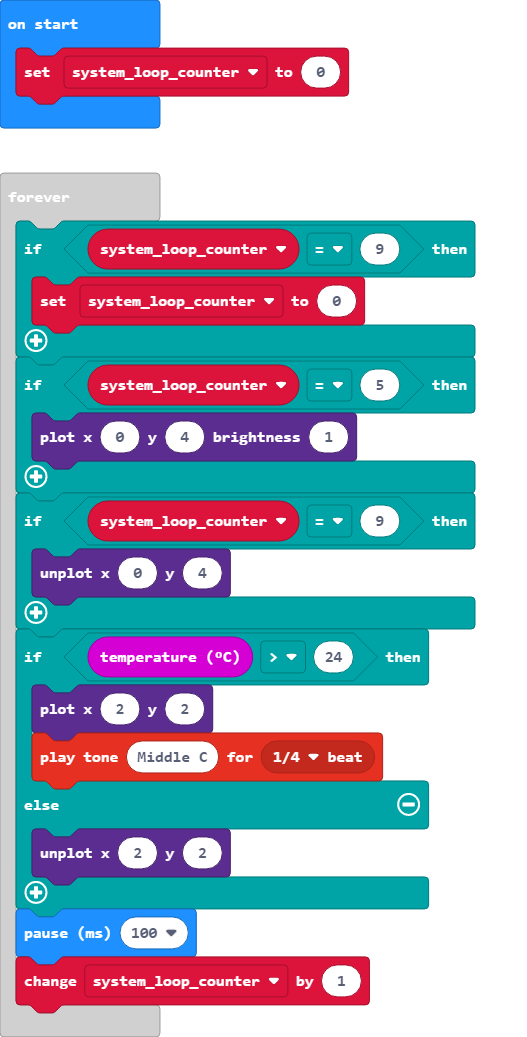 on start
set system_loop_counter to 0
forever
if system_loop_counter = 9 then
set system_loop_counter to 0
if system_loop_counter = 5 then
plot x 0 y 4 brightness 1
if system_loop_counter = 9 then
unplot x 0 y 4
if temperature (ºC) > 24 then
plot x 2 y 2
play tone Middle C for 1/4 beat
else
unplot x 2 y 2
pause (ms) 100
change system_loop_counter by 1